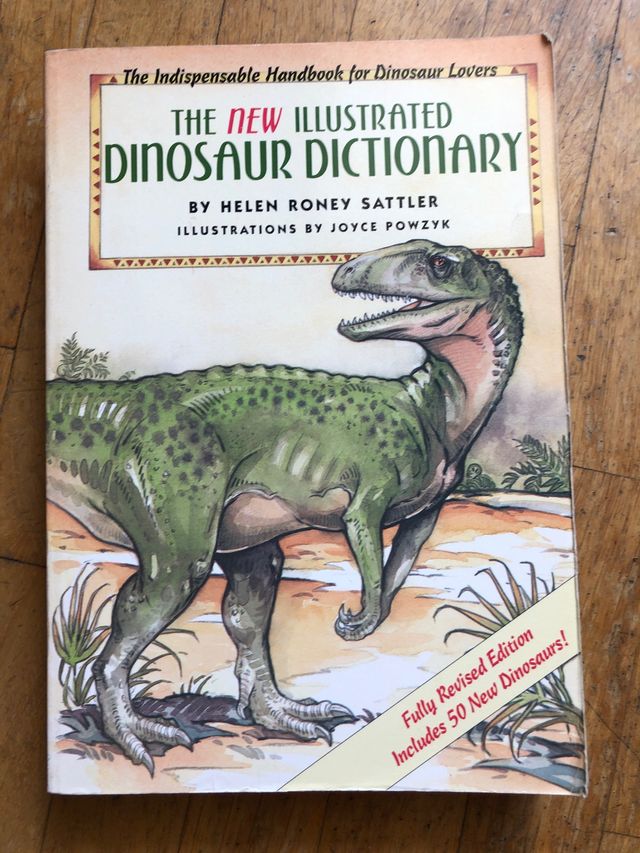 The Indispensable Handbook for Dinosaur Lovers
THE NEW ILLUSTRATED
DINOSAUR DICTIONARY
BY HELEN RONEY SATTLER
ILLUSTRATIONS BY JOYCE POWZYK
Fully Revised Edition
Includes 50 New Dinosaurs!